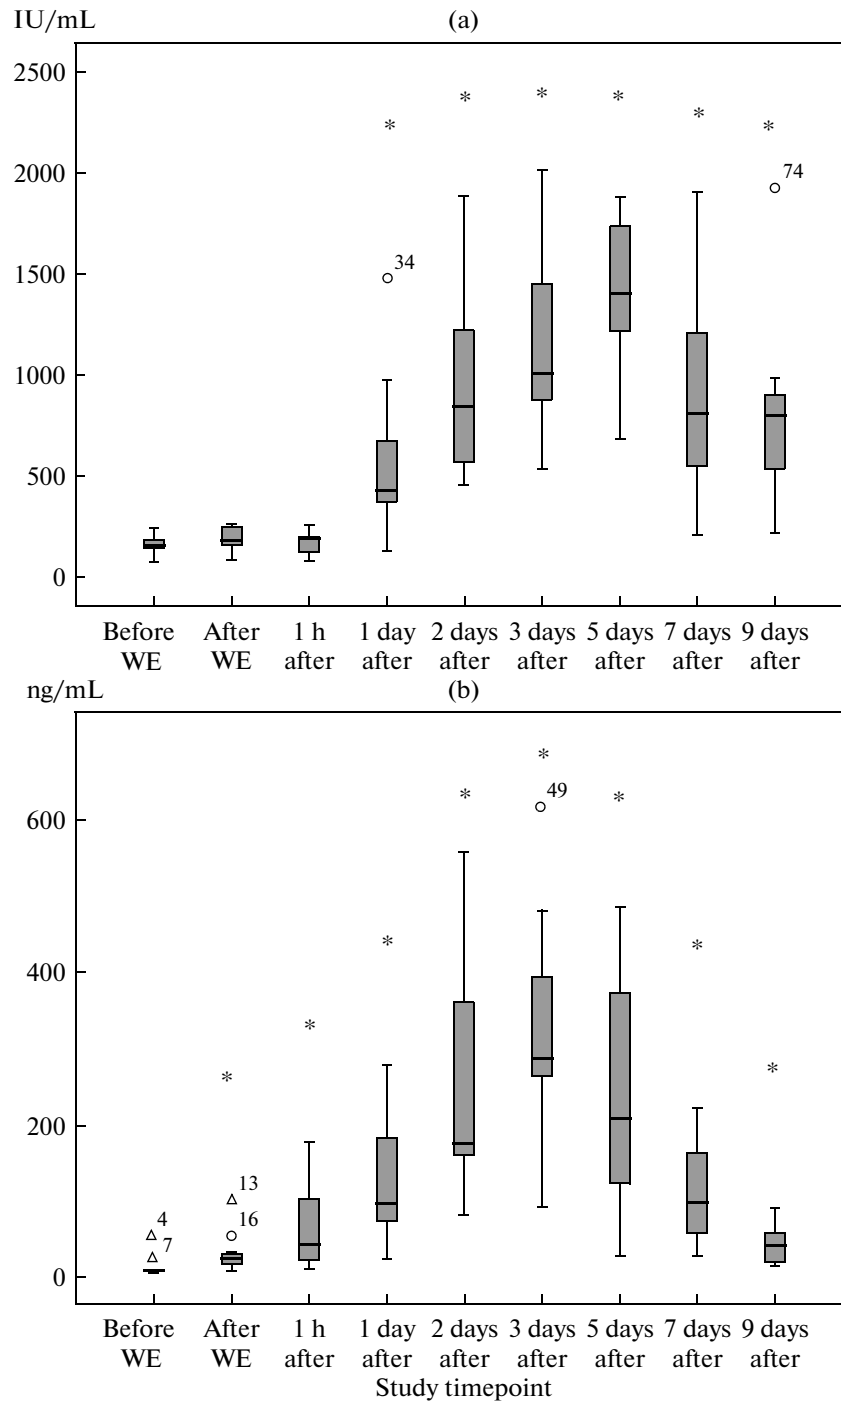 IU/mL (a)
2500
2000
1500
1000
500
0
* * * * * *
34
74
Before After 1 h 1 day 2 days 3 days 5 days 7 days 9 days
WE WE after after after after after after after
ng/mL (b)
600
400
200
0
* * * * * * * *
49
13
16
4
7
Before After 1 h 1 day 2 days 3 days 5 days 7 days 9 days
WE WE after after after after after after after
Study timepoint